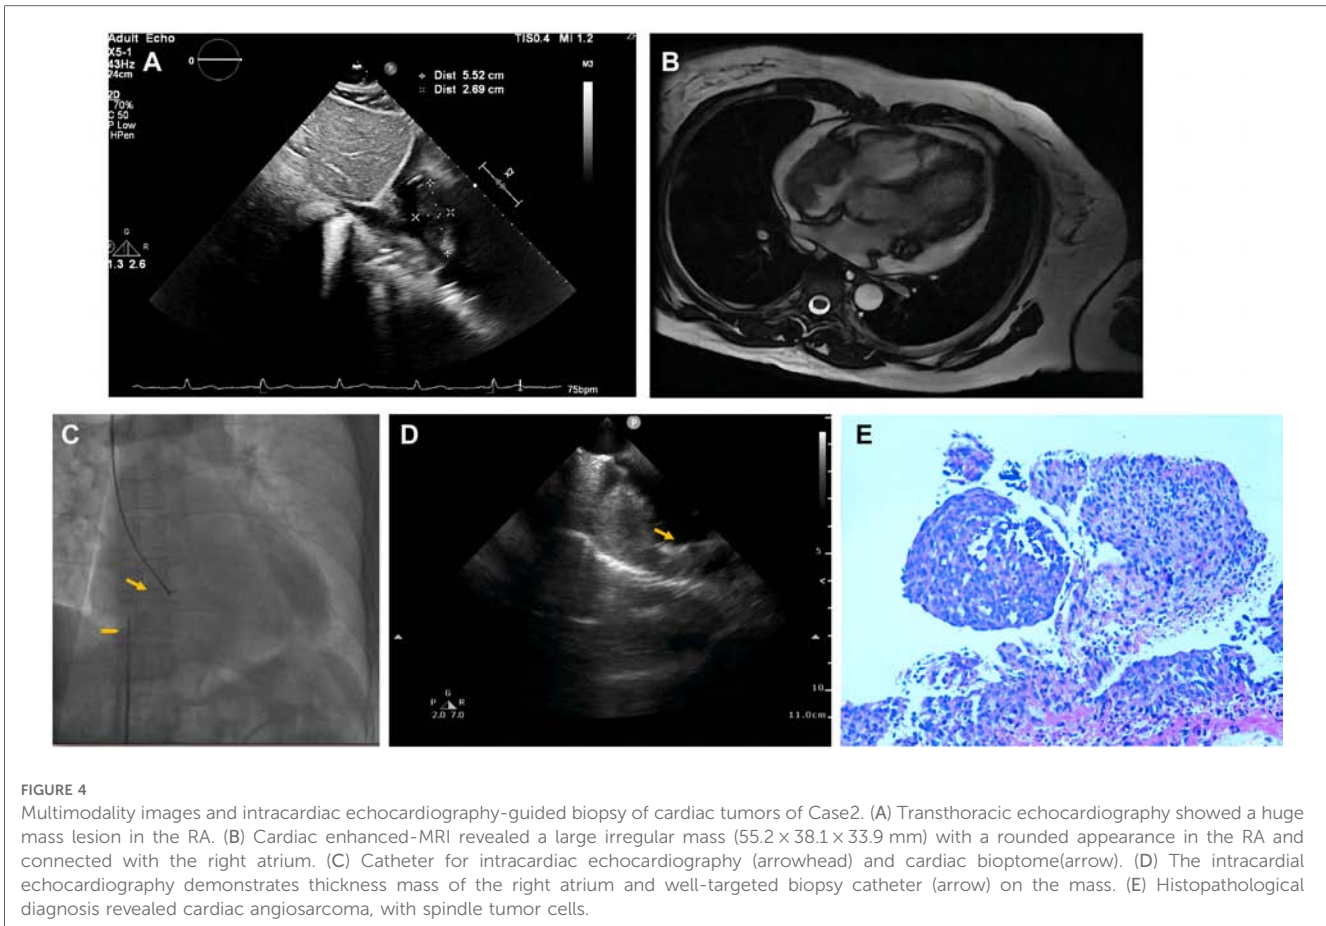 Adult Echo
X5-1
43Hz
24cm
2D
70%
C 50
P Low
HPen
A
0
P
TIS0.4 MI 1.2
M3
Dist 5.52 cm
Dist 2.69 cm
G
P R
1.3 2.6
75bpm
B
C
D
P
5
10
11.0cm
G
P R
2.0 7.0
E
FIGURE 4
Multimodality images and intracardiac echocardiography-guided biopsy of cardiac tumors of Case2. (A) Transthoracic echocardiography showed a huge
mass lesion in the RA. (B) Cardiac enhanced-MRI revealed a large irregular mass (55.2 × 38.1 × 33.9 mm) with a rounded appearance in the RA and
connected with the right atrium. (C) Catheter for intracardiac echocardiography (arrowhead) and cardiac bioptome(arrow). (D) The intracardial
echocardiography demonstrates thickness mass of the right atrium and well-targeted biopsy catheter (arrow) on the mass. (E) Histopathological
diagnosis revealed cardiac angiosarcoma, with spindle tumor cells.